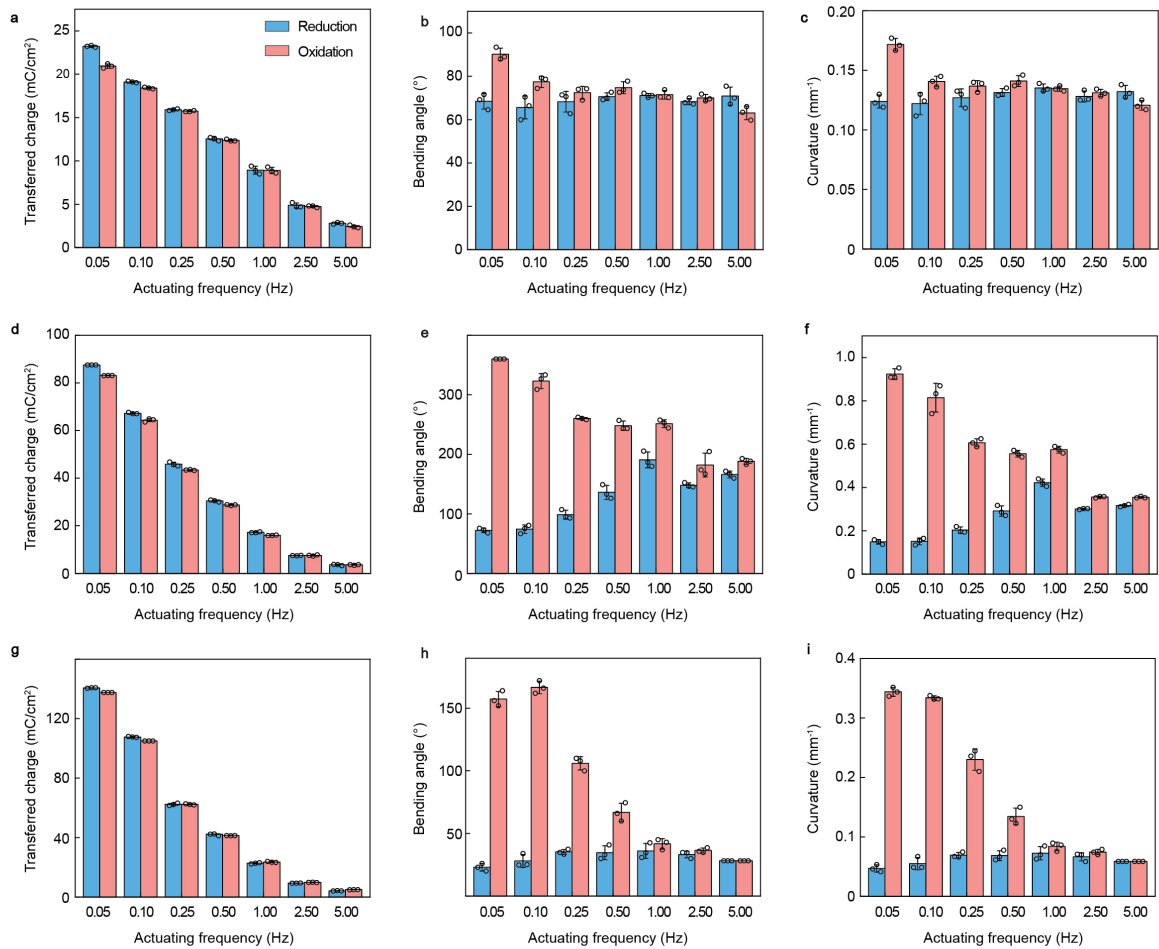 a
Transferred charge (mC/cm²)
25
20
15
10
5
0
Reduction
Oxidation
0.05 0.10 0.25 0.50 1.00 2.50 5.00
Actuating frequency (Hz)
b
Bending angle (°)
100
80
60
40
20
0
0.05 0.10 0.25 0.50 1.00 2.50 5.00
Actuating frequency (Hz)
c
Curvature (mm⁻¹)
0.20
0.15
0.10
0.05
0.00
0.05 0.10 0.25 0.50 1.00 2.50 5.00
Actuating frequency (Hz)
d
Transferred charge (mC/cm²)
100
80
60
40
20
0
0.05 0.10 0.25 0.50 1.00 2.50 5.00
Actuating frequency (Hz)
e
Bending angle (°)
300
200
100
0
0.05 0.10 0.25 0.50 1.00 2.50 5.00
Actuating frequency (Hz)
f
Curvature (mm⁻¹)
1.0
0.8
0.6
0.4
0.2
0
0.05 0.10 0.25 0.50 1.00 2.50 5.00
Actuating frequency (Hz)
g
Transferred charge (mC/cm²)
120
80
40
0
0.05 0.10 0.25 0.50 1.00 2.50 5.00
Actuating frequency (Hz)
h
Bending angle (°)
150
100
50
0.05 0.10 0.25 0.50 1.00 2.50 5.00
Actuating frequency (Hz)
i
Curvature (mm⁻¹)
0.4
0.3
0.2
0.1
0
0.05 0.10 0.25 0.50 1.00 2.50 5.00
Actuating frequency (Hz)